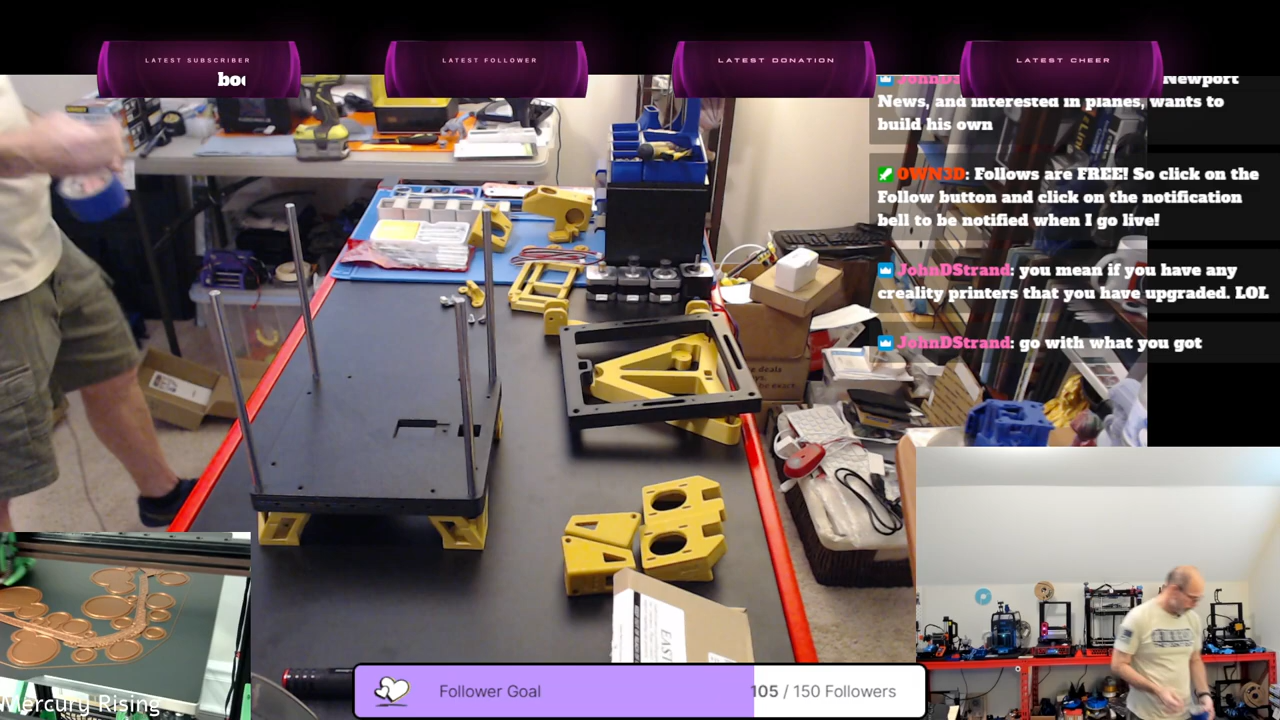 LATEST SUBSCRIBER
LATEST FOLLOWER
LATEST DONATION
LATEST CHEER
boo
Newport
News, and interested in planes, wants to
build his own
OWN3D: Follows are FREE! So click on the
Follow button and click on the notification
bell to be notified when I go live!
JohnDStrand: you mean if you have any
creality printers that you have upgraded. LOL
JohnDStrand: go with what you got
Mercury Rising
Follower Goal
105 / 150 Followers